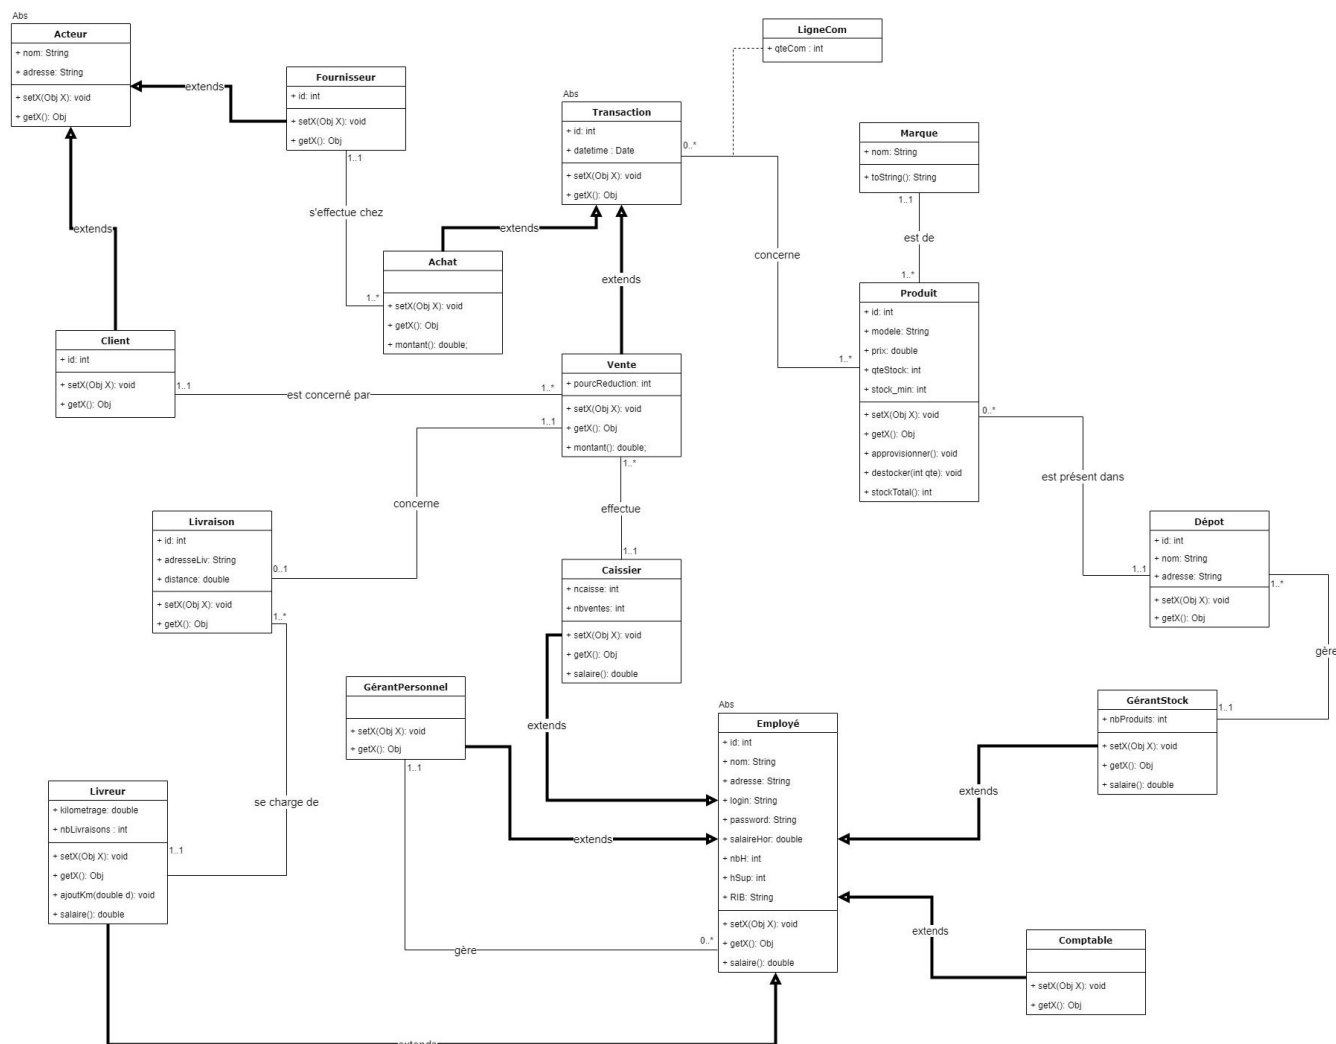 Abs
Acteur
+ nom: String
+ adresse: String
+ setX(Obj X): void
+ getX(): Obj
extends
Fournisseur
+ id: int
+ setX(Obj X): void
+ getX(): Obj
1..1
s'effectue chez
1..*
extends
Abs
Transaction
+ id: int
+ datetime : Date
+ setX(Obj X): void
+ getX(): Obj
0..*
LigneCom
+ qteCom : int
concerne
1..*
Marque
+ nom: String
+ toString(): String
1..1
est de
1..*
extends
extends
Achat
+ setX(Obj X): void
+ getX(): Obj
+ montant(): double;
Produit
+ id: int
+ modele: String
+ prix: double
+ qteStock: int
+ stock_min: int
+ setX(Obj X): void
+ getX(): Obj
+ approvisionner(): void
+ destocker(int qte): void
+ stockTotal(): int
0..*
est présent dans
1..1
Client
+ id: int
+ setX(Obj X): void
+ getX(): Obj
1..1
est concerné par
1..*
Vente
+ pourcReduction: int
+ setX(Obj X): void
+ getX(): Obj
+ montant(): double;
1..1
concerne
0..1
1..*
effectue
1..1
Livraison
+ id: int
+ adresseLiv: String
+ distance: double
+ setX(Obj X): void
+ getX(): Obj
1..*
se charge de
1..1
Caissier
+ ncaisse: int
+ nbventes: int
+ setX(Obj X): void
+ getX(): Obj
+ salaire(): double
extends
Dépot
+ id: int
+ nom: String
+ adresse: String
+ setX(Obj X): void
+ getX(): Obj
1..*
gère
1..1
GérantPersonnel
+ setX(Obj X): void
+ getX(): Obj
1..1
gère
0..*
extends
Abs
Employé
+ id: int
+ nom: String
+ adresse: String
+ login: String
+ password: String
+ salaireHor: double
+ nbH: int
+ hSup: int
+ RIB: String
+ setX(Obj X): void
+ getX(): Obj
+ salaire(): double
GérantStock
+ nbProduits: int
+ setX(Obj X): void
+ getX(): Obj
+ salaire(): double
extends
Livreur
+ kilometrage: double
+ nbLivraisons : int
+ setX(Obj X): void
+ getX(): Obj
+ ajoutKm(double d): void
+ salaire(): double
extends
extends
Comptable
+ setX(Obj X): void
+ getX(): Obj